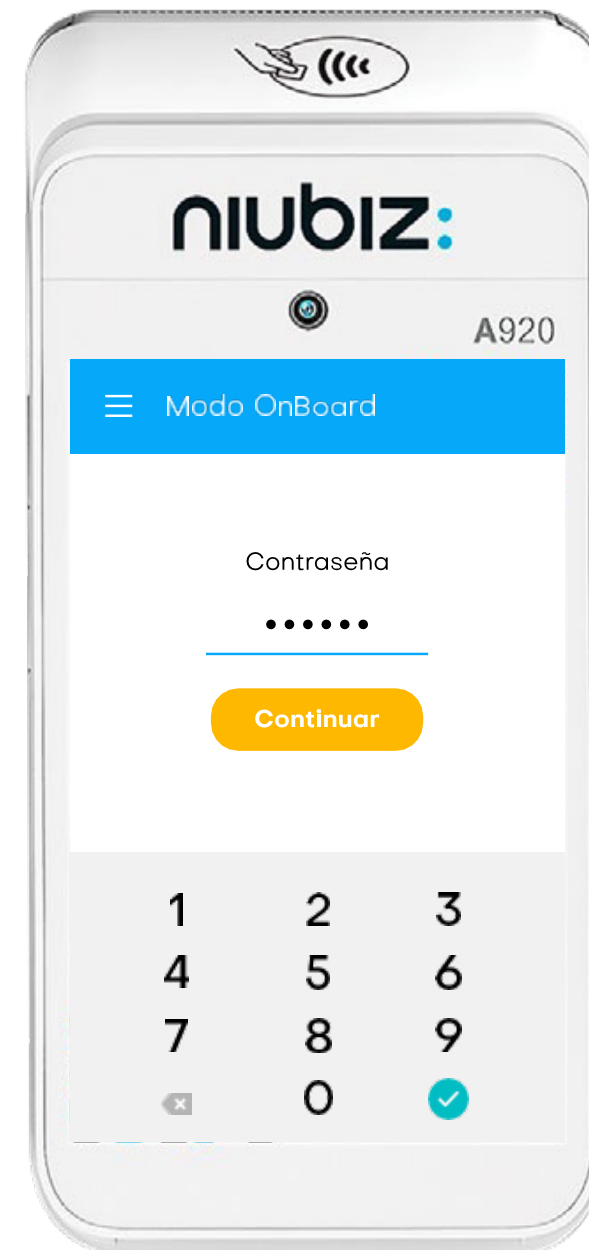 niubiz:
A920
Modo OnBoard
Contraseña
••••••
Continuar
1 2 3
4 5 6
7 8 9
0